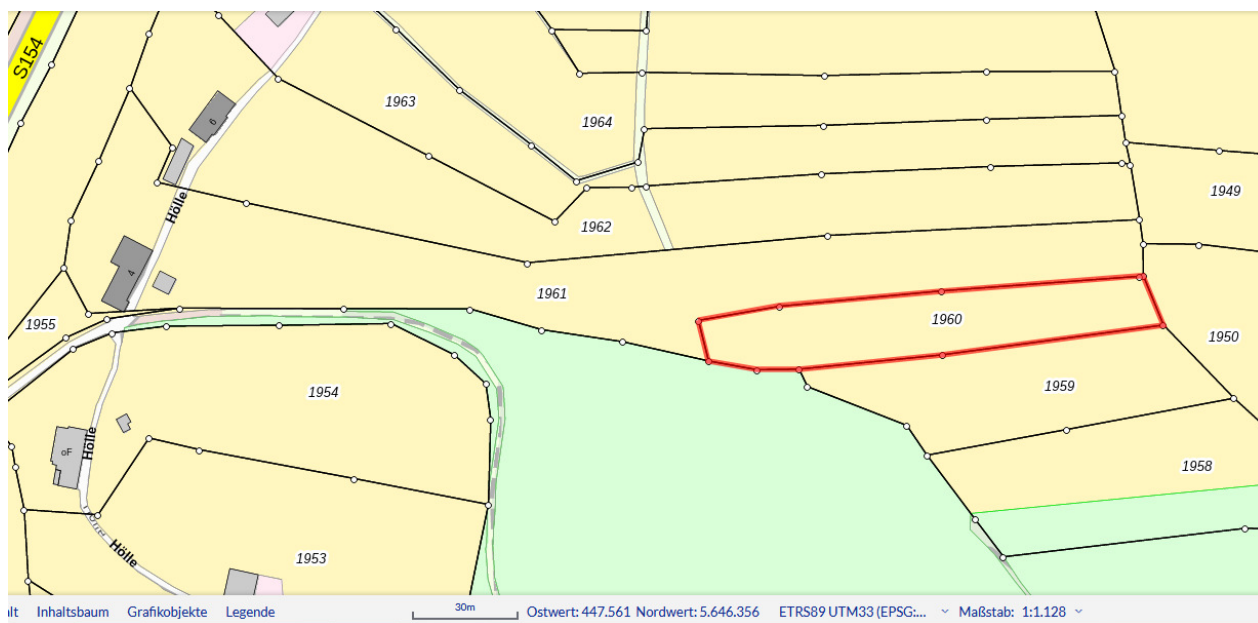 S154
1963
1964
6
1949
Hölle
1962
4
1961
1960
1955
1950
1954
1959
oF
Hölle
1958
Hölle
1953
lt Inhaltsbaum Grafikobjekte Legende 30m Ostwert: 447.561 Nordwert: 5.646.356 ETRS89 UTM33 (EPSG:... Maßstab: 1:1.128